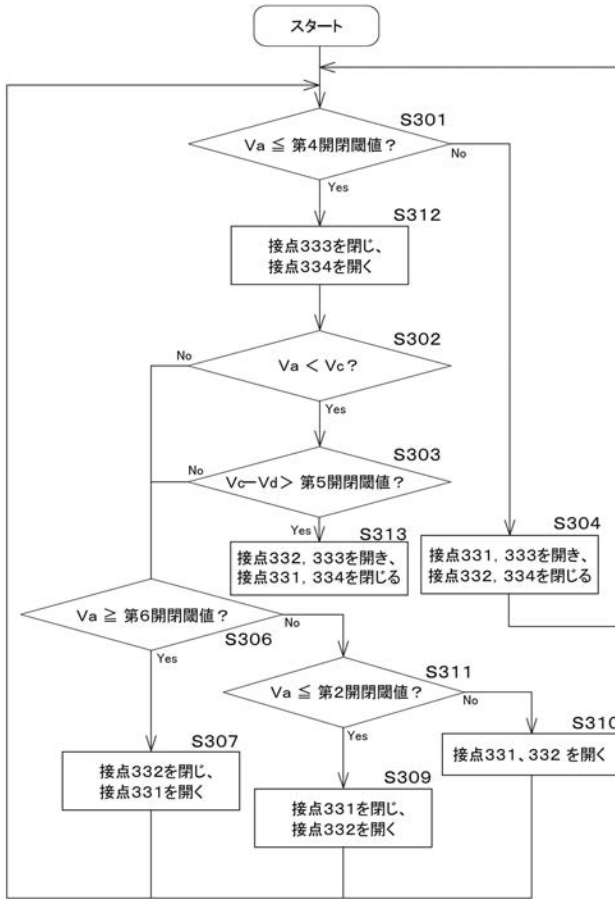 スタート
S301
Va ≦ 第4開閉閾値？
No
Yes
S312
接点333を閉じ、
接点334を開く
S302
No
Va < Vc？
Yes
S303
No
Vc－Vd＞ 第5開閉閾値？
Yes
S313
接点332，333を開き、
接点331，334を閉じる
S304
接点331，333を開き、
接点332，334を閉じる
Va ≧ 第6開閉閾値？
S306
No
Yes
S311
Va ≦ 第2開閉閾値？
No
Yes
S310
接点331、332 を開く
S307
接点332を閉じ、
接点331を開く
S309
接点331を閉じ、
接点332を開く